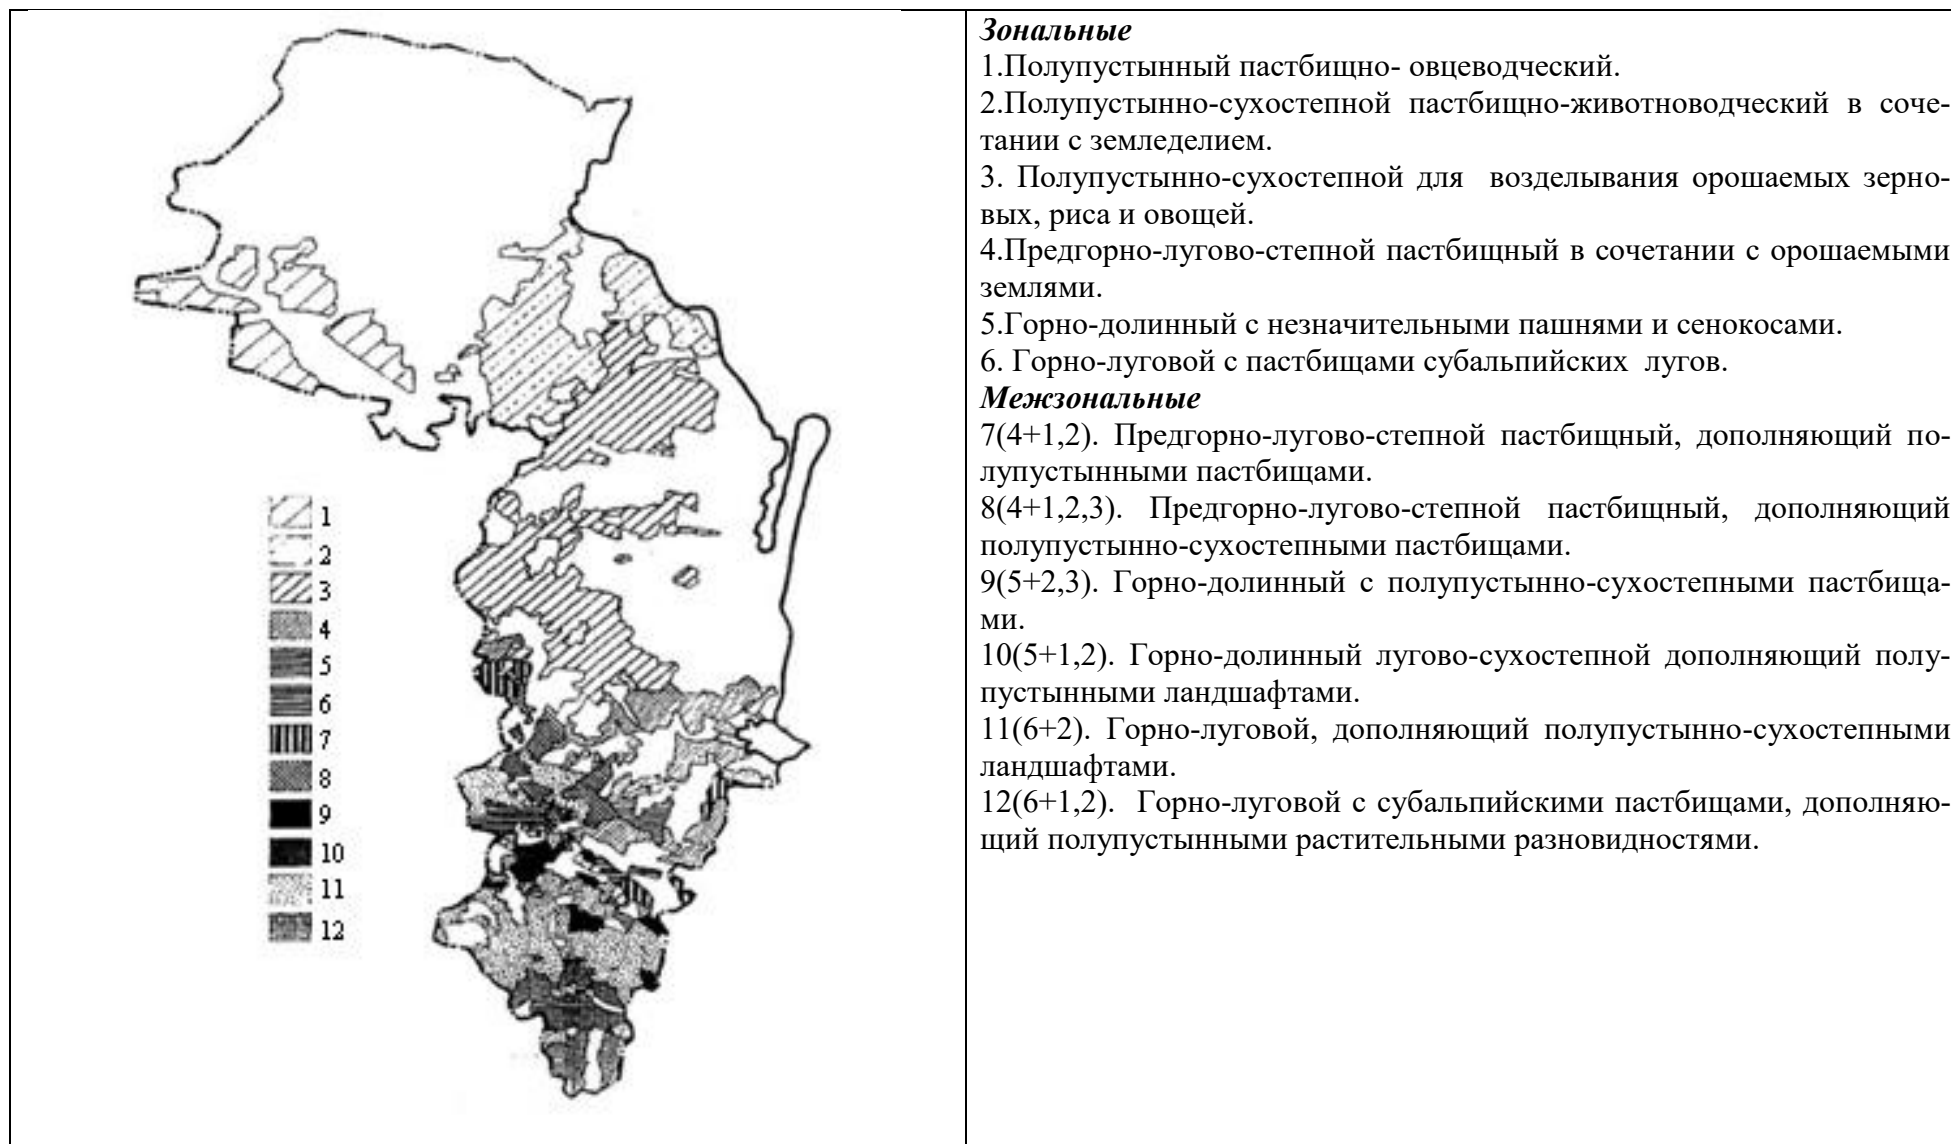 Зональные
1.Полупустынный пастбищно- овцеводческий.
2.Полупустынно-сухостепной пастбищно-животноводческий в соче-
тании с земледелием.
3. Полупустынно-сухостепной для возделывания орошаемых зерно-
вых, риса и овощей.
4.Предгорно-лугово-степной пастбищный в сочетании с орошаемыми
землями.
5.Горно-долинный с незначительными пашнями и сенокосами.
6. Горно-луговой с пастбищами субальпийских лугов.
Межзональные
7(4+1,2). Предгорно-лугово-степной пастбищный, дополняющий по-
лупустынными пастбищами.
8(4+1,2,3). Предгорно-лугово-степной пастбищный, дополняющий
полупустынно-сухостепными пастбищами.
9(5+2,3). Горно-долинный с полупустынно-сухостепными пастбища-
ми.
10(5+1,2). Горно-долинный лугово-сухостепной дополняющий полу-
пустынными ландшафтами.
11(6+2). Горно-луговой, дополняющий полупустынно-сухостепными
ландшафтами.
12(6+1,2). Горно-луговой с субальпийскими пастбищами, дополняю-
щий полупустынными растительными разновидностями.
1
2
3
4
5
6
7
8
9
10
11
12